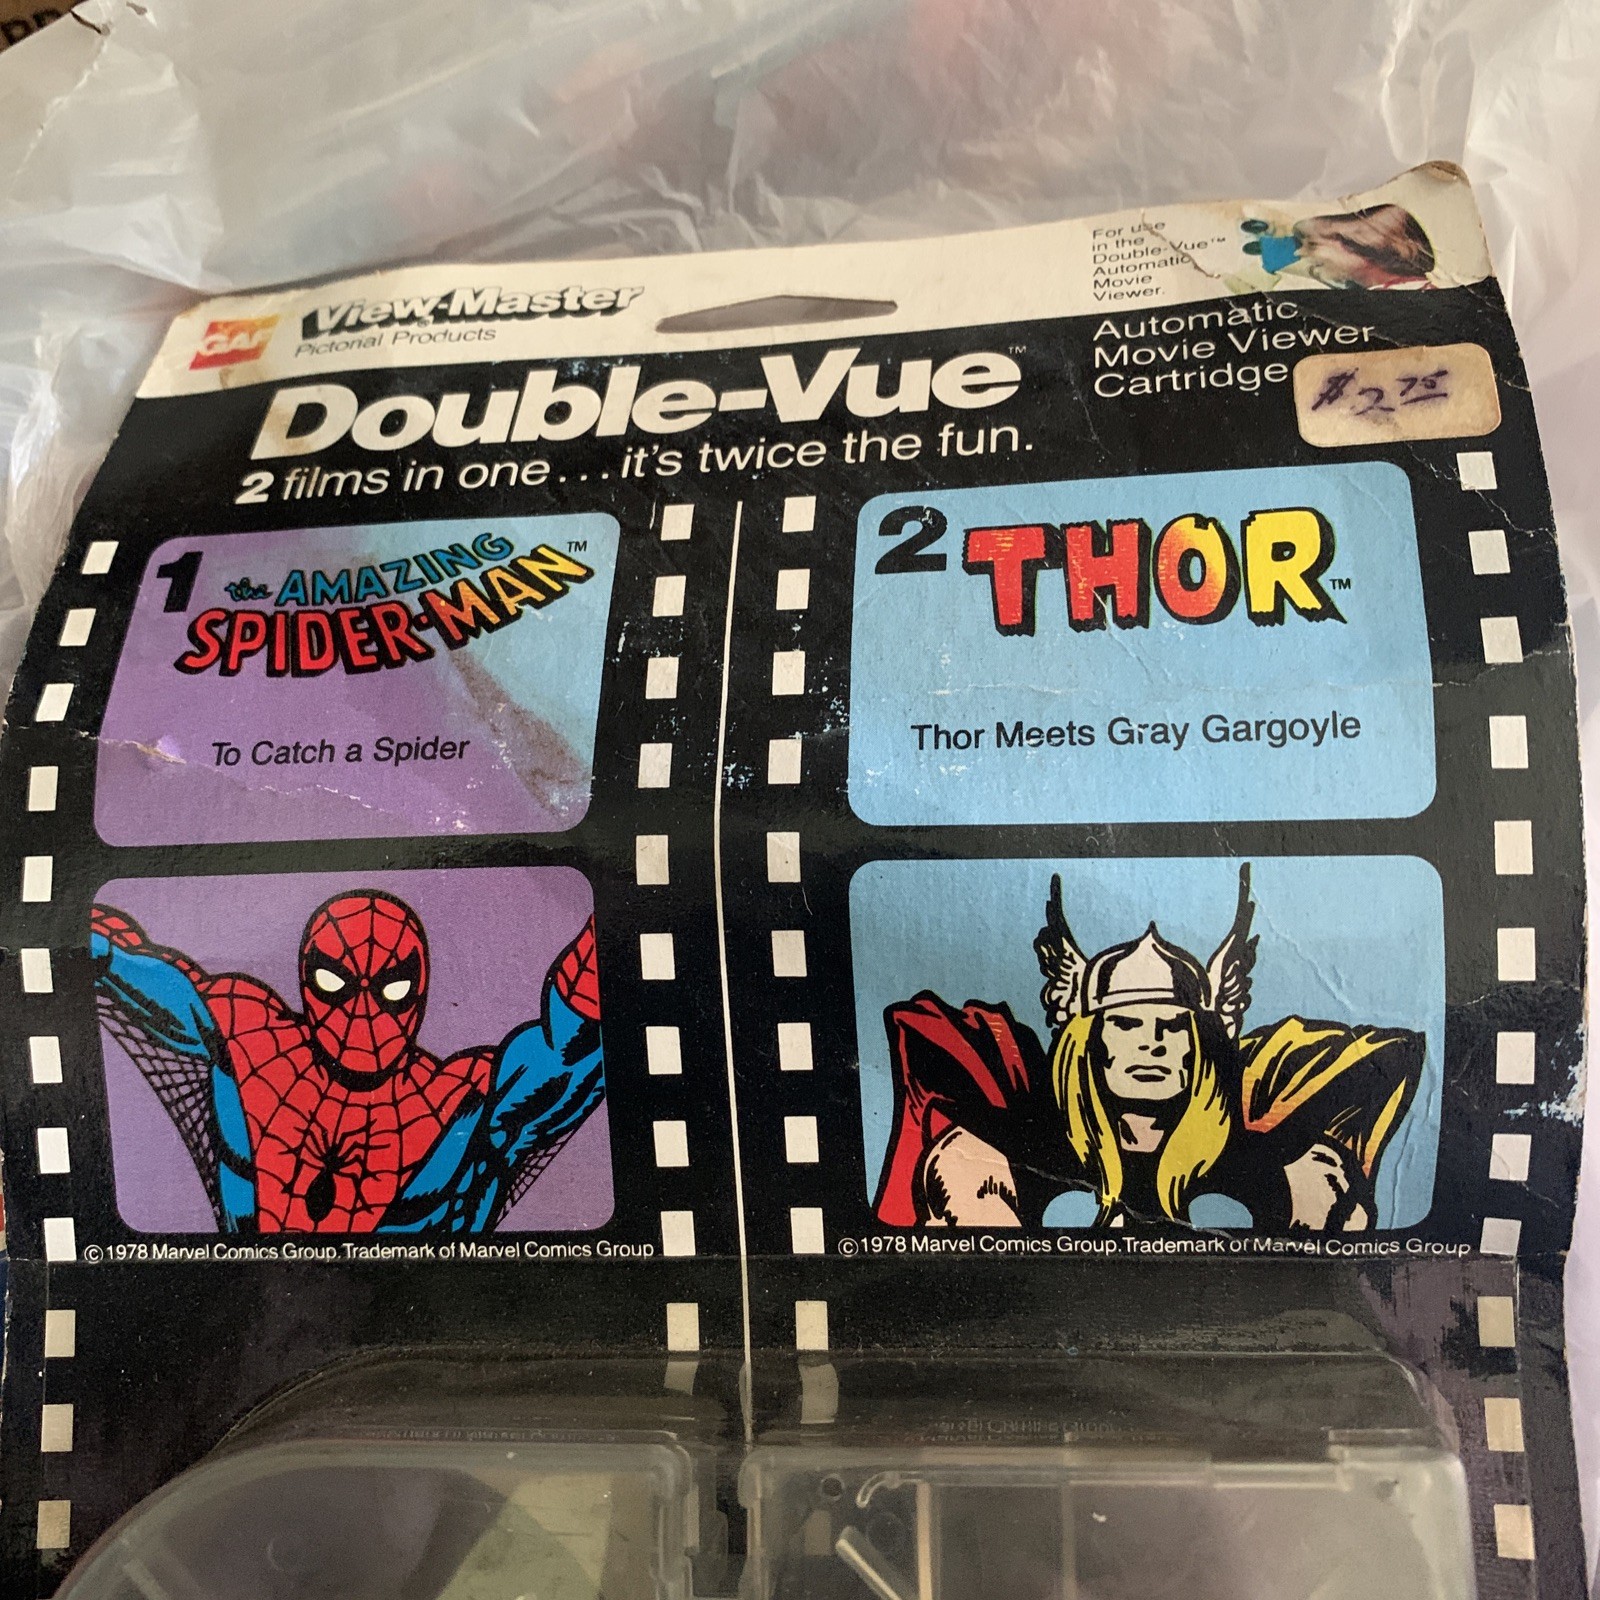 GAF
View-Master®
Pictorial Products
For use
in the
Double-Vue™
Automatic
Movie
Viewer.
Double-Vue™
Automatic
Movie Viewer
Cartridge
$2.75
2 films in one...it's twice the fun.
1
the AMAZING
SPIDER-MAN™
To Catch a Spider
2
THOR™
Thor Meets Gray Gargoyle
©1978 Marvel Comics Group. Trademark of Marvel Comics Group
©1978 Marvel Comics Group. Trademark of Marvel Comics Group